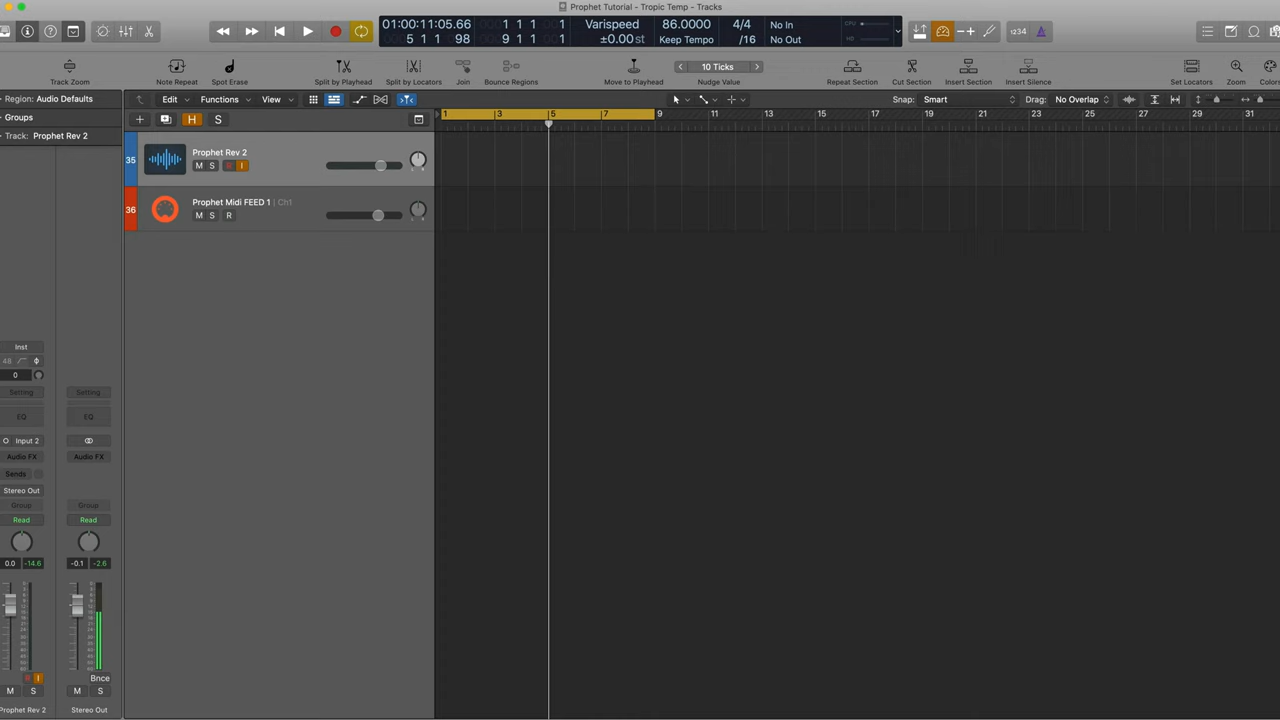 Prophet Tutorial - Tropic Temp - Tracks
01:00:11:05.66
5 1 1 98
1 1 1 1
9 1 1 1
Varispeed
±0.00 st
86.0000
Keep Tempo
4/4
/16
No In
No Out
CPU
HD
1234
Track Zoom
Note Repeat
Spot Erase
Split by Playhead
Split by Locators
Join
Bounce Regions
Move to Playhead
10 Ticks
Nudge Value
Repeat Section
Cut Section
Insert Section
Insert Silence
Set Locators
Zoom
Colors
Region: Audio Defaults
Edit
Functions
View
Snap: Smart
Drag: No Overlap
Groups
H
S
1 3 5 7 9 11 13 15 17 19 21 23 25 27 29 31
Track: Prophet Rev 2
35
Prophet Rev 2
M S R I
36
Prophet Midi FEED 1 | Ch1
M S R
Inst
48
0
Setting
Setting
EQ
EQ
Input 2
Audio FX
Audio FX
Sends
Stereo Out
Group
Group
Read
Read
0.0 -14.6
-0.1 -2.6
R I
Bnce
M S
M S
Prophet Rev 2
Stereo Out